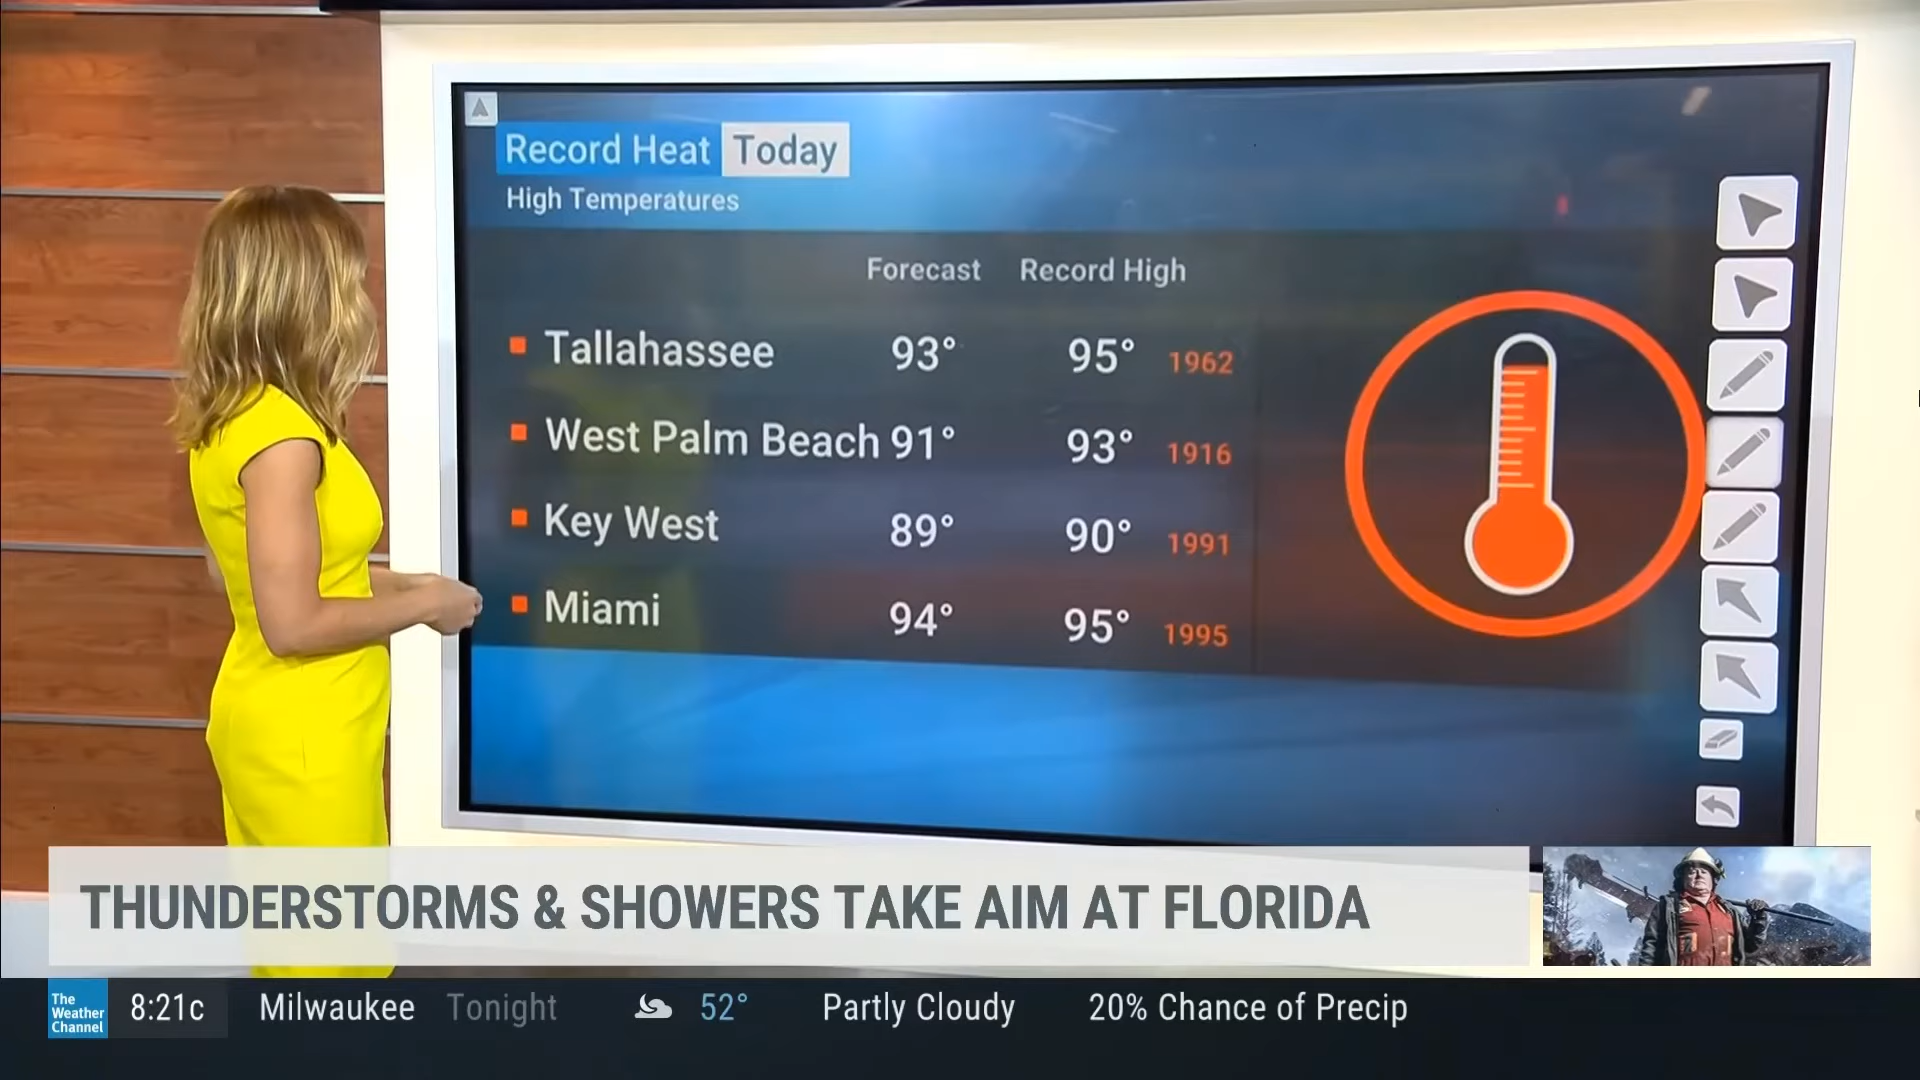 Record Heat Today
High Temperatures
Forecast Record High
Tallahassee 93° 95° 1962
West Palm Beach 91° 93° 1916
Key West 89° 90° 1991
Miami 94° 95° 1995
THUNDERSTORMS & SHOWERS TAKE AIM AT FLORIDA
The
Weather
Channel
8:21c Milwaukee Tonight 52° Partly Cloudy 20% Chance of Precip